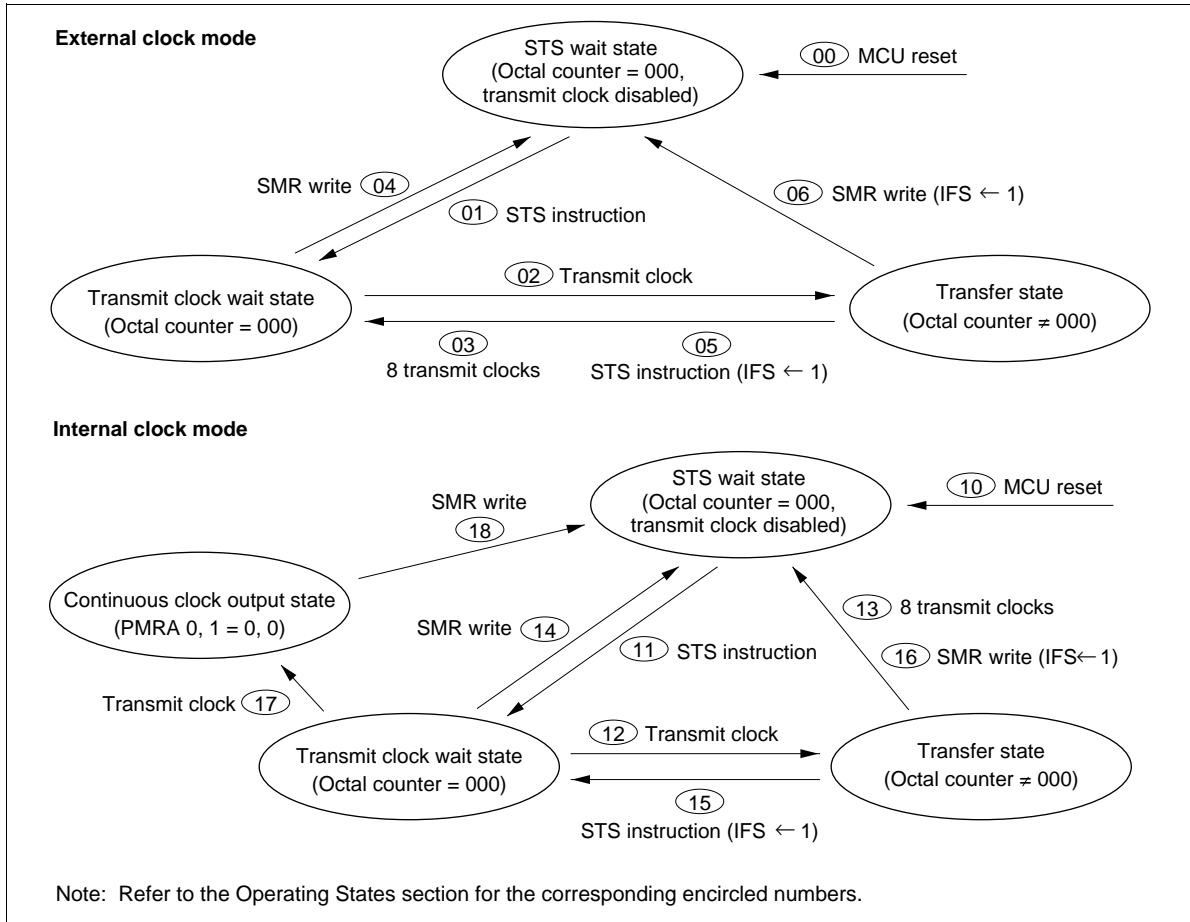 External clock mode
STS wait state
(Octal counter = 000,
transmit clock disabled)
00 MCU reset
SMR write 04
01 STS instruction
06 SMR write (IFS ← 1)
Transmit clock wait state
(Octal counter = 000)
02 Transmit clock
Transfer state
(Octal counter ≠ 000)
03
8 transmit clocks
05
STS instruction (IFS ← 1)
Internal clock mode
STS wait state
(Octal counter = 000,
transmit clock disabled)
10 MCU reset
SMR write
18
Continuous clock output state
(PMRA 0, 1 = 0, 0)
SMR write 14
11 STS instruction
13 8 transmit clocks
16 SMR write (IFS← 1)
Transmit clock 17
Transmit clock wait state
(Octal counter = 000)
12 Transmit clock
Transfer state
(Octal counter ≠ 000)
15
STS instruction (IFS ← 1)
Note: Refer to the Operating States section for the corresponding encircled numbers.